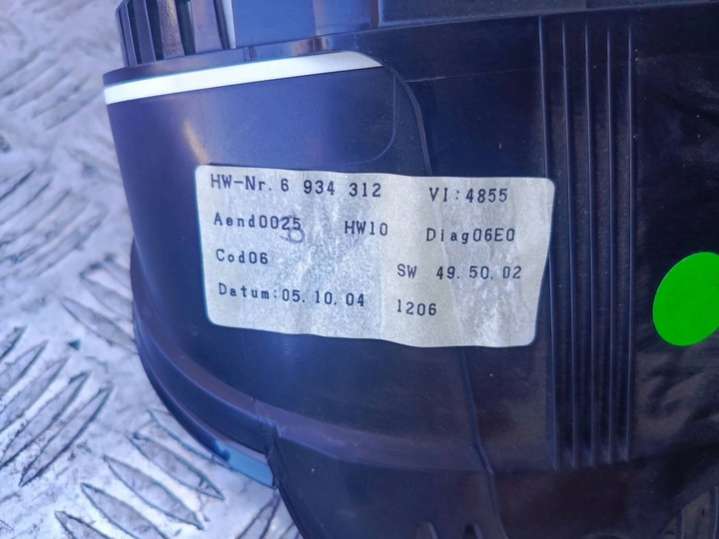 HW-Nr. 6 934 312 VI:4855
Aend0025 HW10 Diag06E0
Cod06 SW 49.50.02
Datum:05.10.04 1206